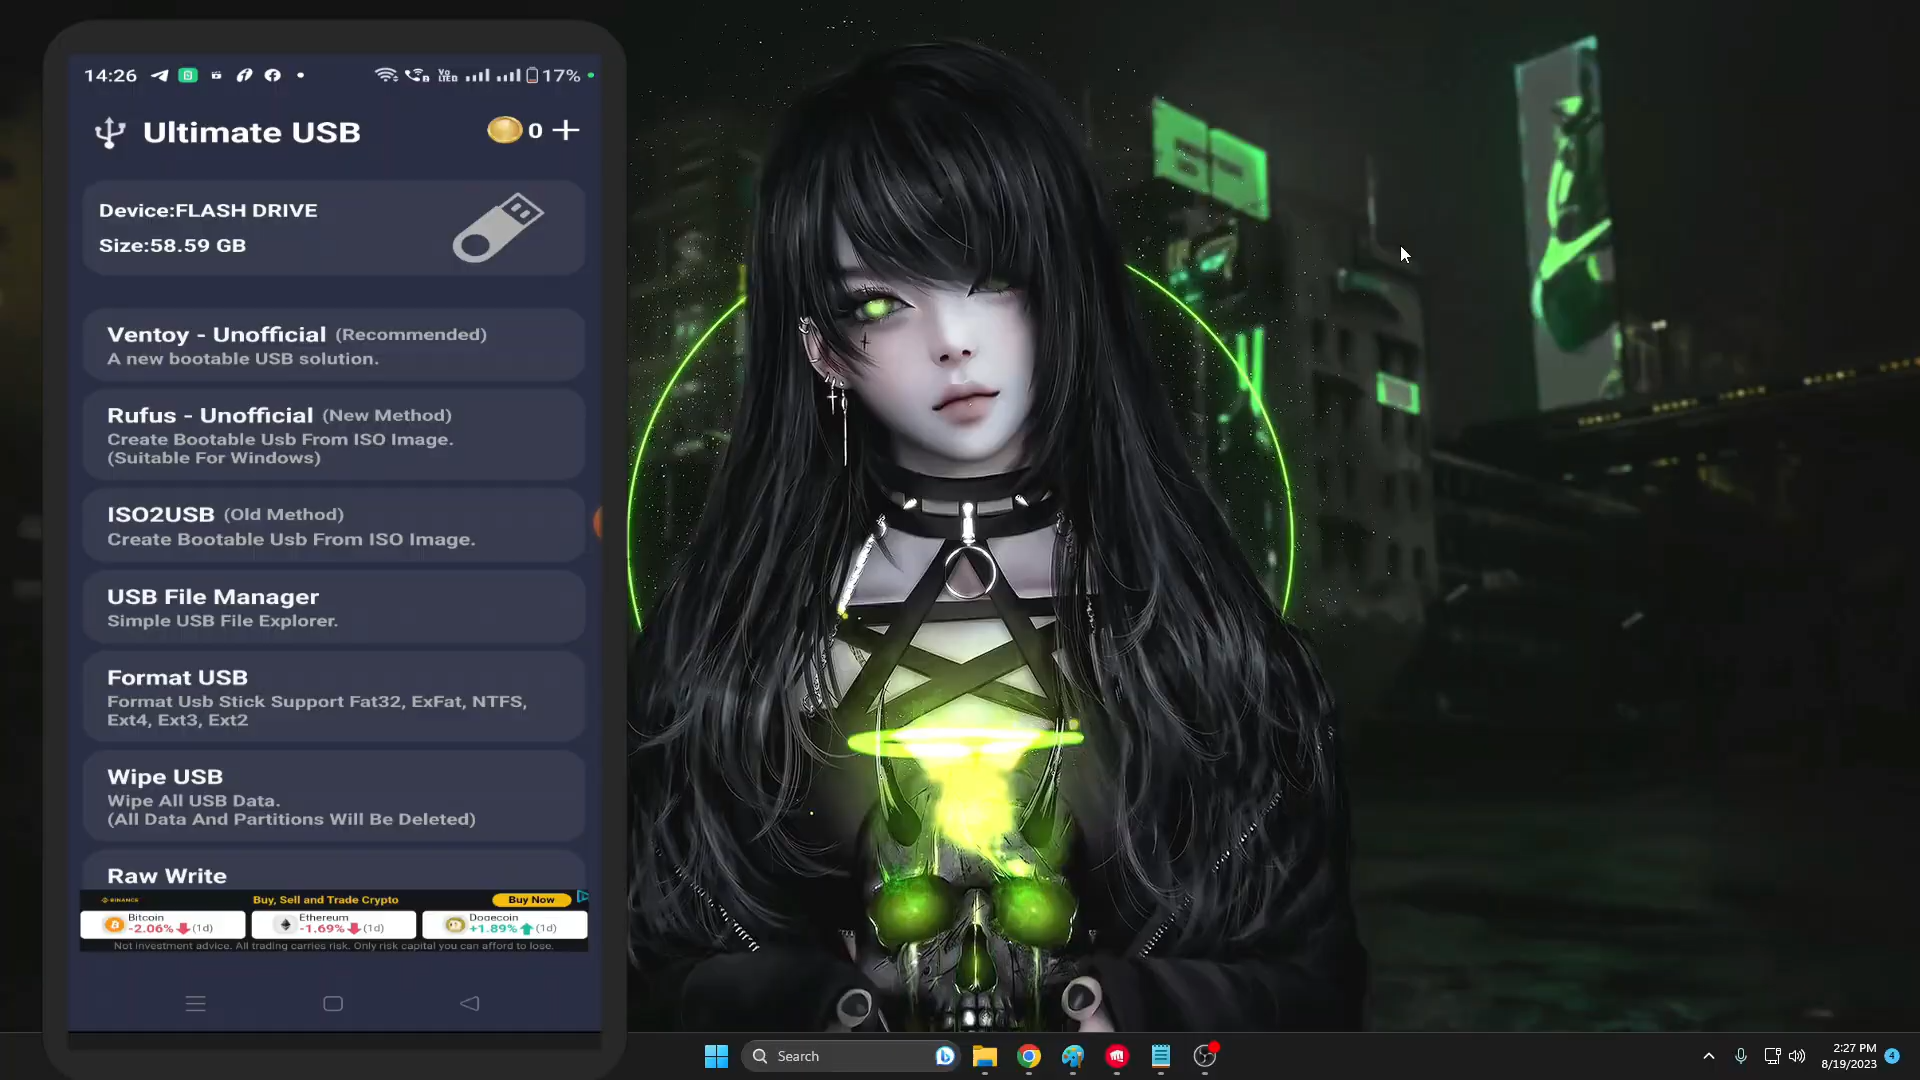 14:26
17%
Ultimate USB
0
Device:FLASH DRIVE
Size:58.59 GB
Ventoy - Unofficial (Recommended)
A new bootable USB solution.
Rufus - Unofficial (New Method)
Create Bootable Usb From ISO Image.
(Suitable For Windows)
ISO2USB (Old Method)
Create Bootable Usb From ISO Image.
USB File Manager
Simple USB File Explorer.
Format USB
Format Usb Stick Support Fat32, ExFat, NTFS,
Ext4, Ext3, Ext2
Wipe USB
Wipe All USB Data.
(All Data And Partitions Will Be Deleted)
Raw Write
BINANCE
Buy, Sell and Trade Crypto
Buy Now
Bitcoin
-2.06% (1d)
Ethereum
-1.69% (1d)
Dogecoin
+1.89% (1d)
Not investment advice. All trading carries risk. Only risk capital you can afford to lose.
Search
2:27 PM
8/19/2023
4